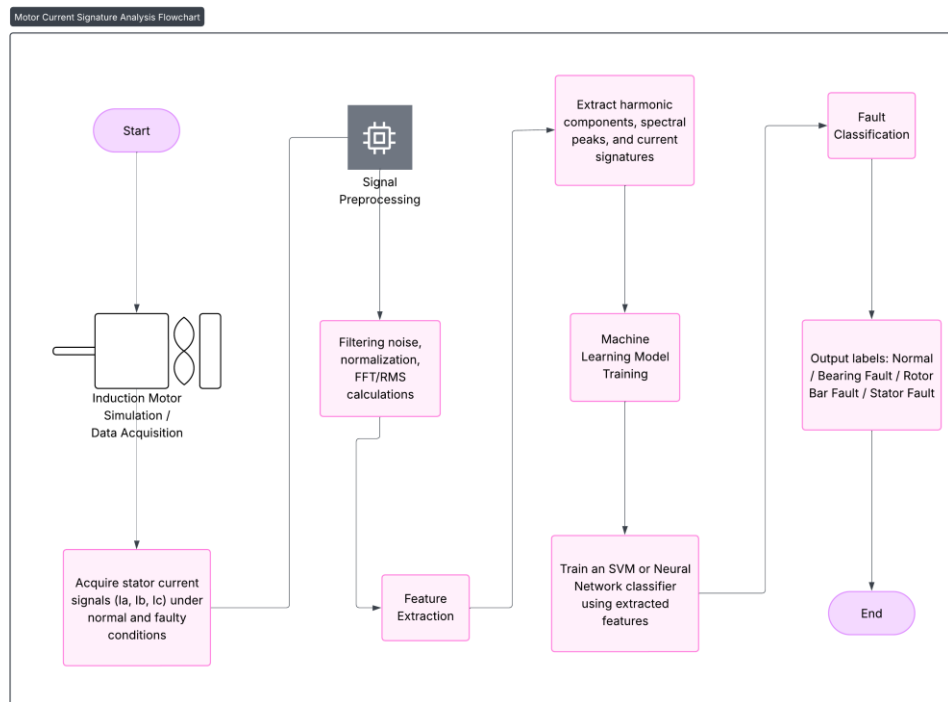 Motor Current Signature Analysis Flowchart
Start
Induction Motor
Simulation /
Data Acquisition
Acquire stator current
signals (Ia, Ib, Ic) under
normal and faulty
conditions
Signal
Preprocessing
Filtering noise,
normalization,
FFT/RMS
calculations
Feature
Extraction
Extract harmonic
components, spectral
peaks, and current
signatures
Machine
Learning Model
Training
Train an SVM or Neural
Network classifier
using extracted
features
Fault
Classification
Output labels: Normal
/ Bearing Fault / Rotor
Bar Fault / Stator Fault
End